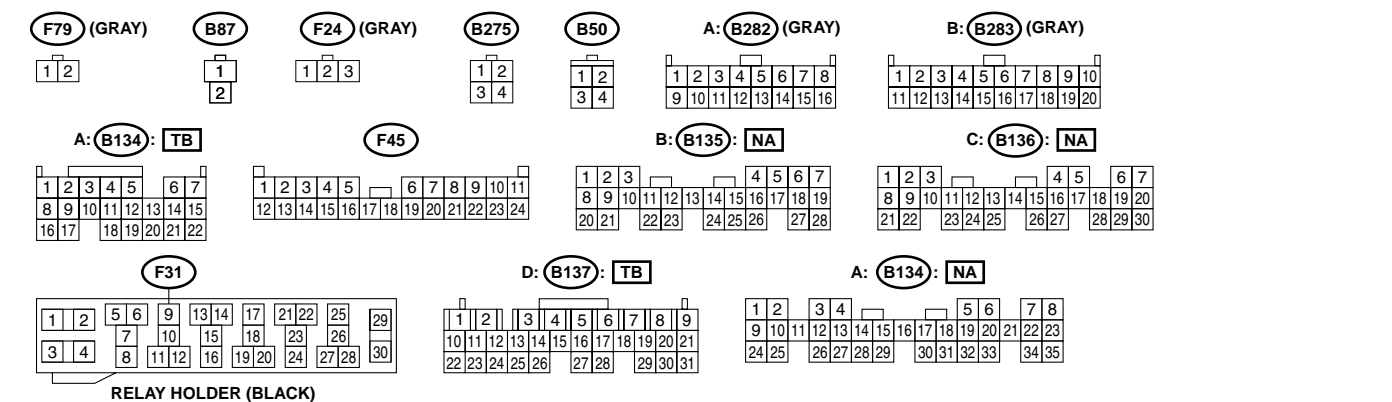 F79 (GRAY) B87 F24 (GRAY) B275 B50 A: B282 (GRAY) B: B283 (GRAY)
1 2 1 1 2 3 1 2 1 2 1 2 3 4 5 6 7 8 1 2 3 4 5 6 7 8 9 10
2 3 4 3 4 9 10 11 12 13 14 15 16 11 12 13 14 15 16 17 18 19 20
A: B134 : TB F45 B: B135 : NA C: B136 : NA
1 2 3 4 5 6 7 1 2 3 4 5 6 7 8 9 10 11 1 2 3 4 5 6 7 1 2 3 4 5 6 7
8 9 10 11 12 13 14 15 12 13 14 15 16 17 18 19 20 21 22 23 24 8 9 10 11 12 13 14 15 16 17 18 19 8 9 10 11 12 13 14 15 16 17 18 19 20
16 17 18 19 20 21 22 20 21 22 23 24 25 26 27 28 21 22 23 24 25 26 27 28 29 30
F31 D: B137 : TB A: B134 : NA
1 2 5 6 9 13 14 17 21 22 25 29 1 2 3 4 5 6 7 8 9 1 2 3 4 5 6 7 8
7 10 15 18 23 26 10 11 12 13 14 15 16 17 18 19 20 21 9 10 11 12 13 14 15 16 17 18 19 20 21 22 23
3 4 8 11 12 16 19 20 24 27 28 30 22 23 24 25 26 27 28 29 30 31 24 25 26 27 28 29 30 31 32 33 34 35
RELAY HOLDER (BLACK)